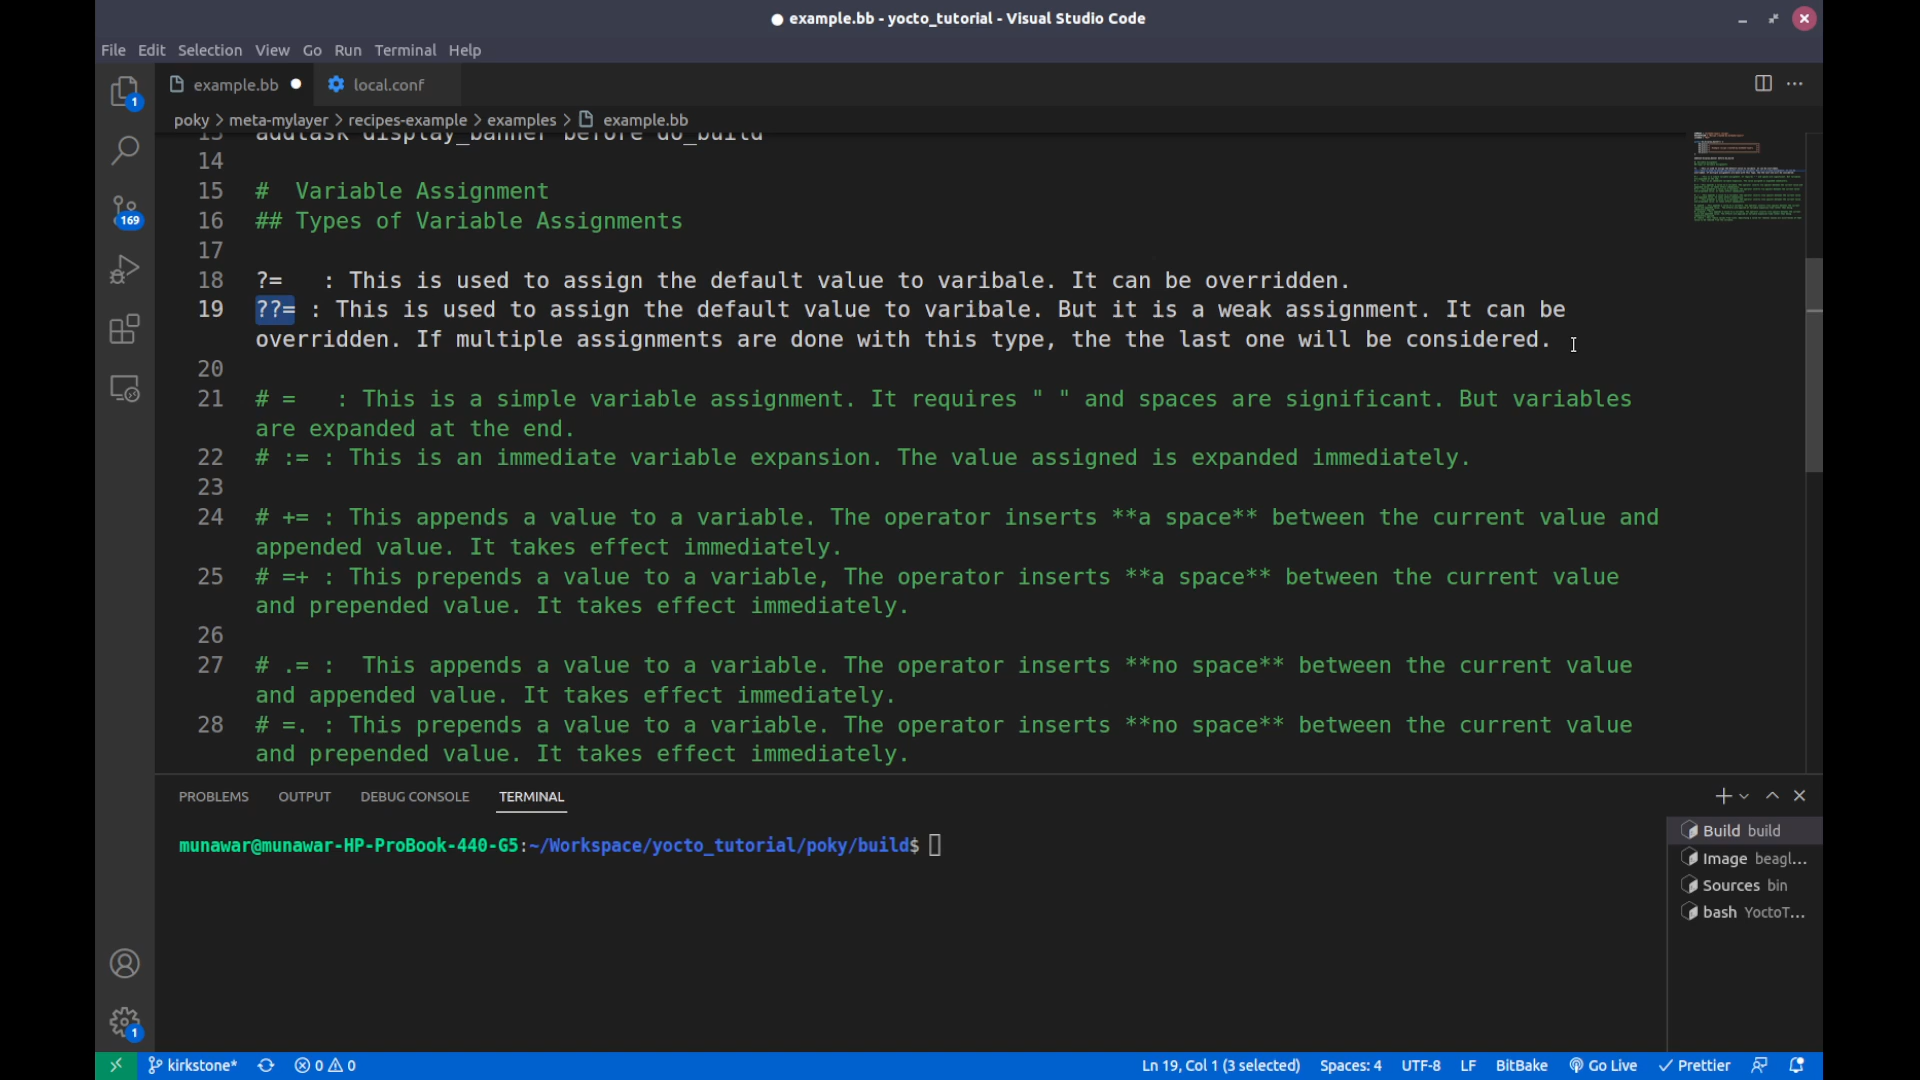 example.bb - yocto_tutorial - Visual Studio Code
File Edit Selection View Go Run Terminal Help
example.bb local.conf
poky > meta-mylayer > recipes-example > examples > example.bb
13 addtask display_banner before do_build
14
15 # Variable Assignment
16 ## Types of Variable Assignments
17
18 ?= : This is used to assign the default value to varibale. It can be overridden.
19 ??= : This is used to assign the default value to varibale. But it is a weak assignment. It can be
overridden. If multiple assignments are done with this type, the the last one will be considered.
20
21 # = : This is a simple variable assignment. It requires " " and spaces are significant. But variables
are expanded at the end.
22 # := : This is an immediate variable expansion. The value assigned is expanded immediately.
23
24 # += : This appends a value to a variable. The operator inserts **a space** between the current value and
appended value. It takes effect immediately.
25 # =+ : This prepends a value to a variable, The operator inserts **a space** between the current value
and prepended value. It takes effect immediately.
26
27 # .= : This appends a value to a variable. The operator inserts **no space** between the current value
and appended value. It takes effect immediately.
28 # =. : This prepends a value to a variable. The operator inserts **no space** between the current value
and prepended value. It takes effect immediately.
1
169
PROBLEMS OUTPUT DEBUG CONSOLE TERMINAL
munawar@munawar-HP-ProBook-440-G5:~/Workspace/yocto_tutorial/poky/build$
Build build
Image beagl...
Sources bin
bash YoctoT...
1
kirkstone* 0 0 Ln 19, Col 1 (3 selected) Spaces: 4 UTF-8 LF BitBake Go Live Prettier